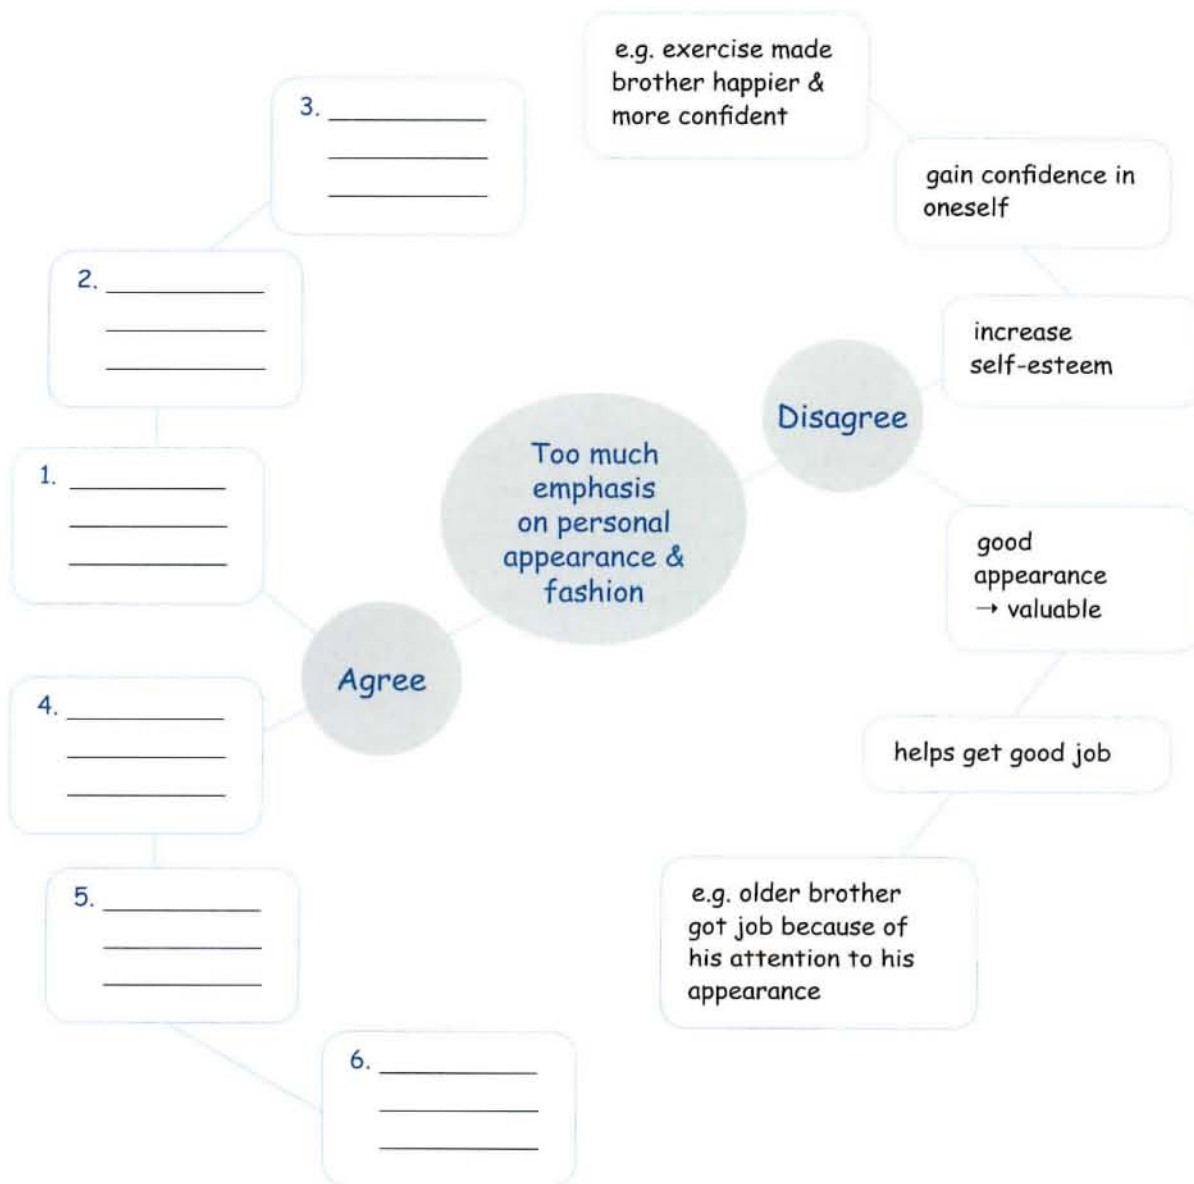 e.g. exercise made
brother happier &
more confident
3.
gain confidence in
oneself
2.
increase
self-esteem
Disagree
Too much
emphasis
on personal
appearance &
fashion
1.
good
appearance
→ valuable
Agree
4.
helps get good job
5.
e.g. older brother
got job because of
his attention to his
appearance
6.